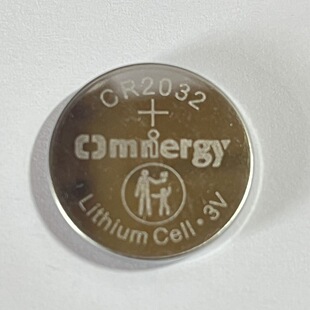 CR2032
+
Omnergy
Lithium Cell • 3V